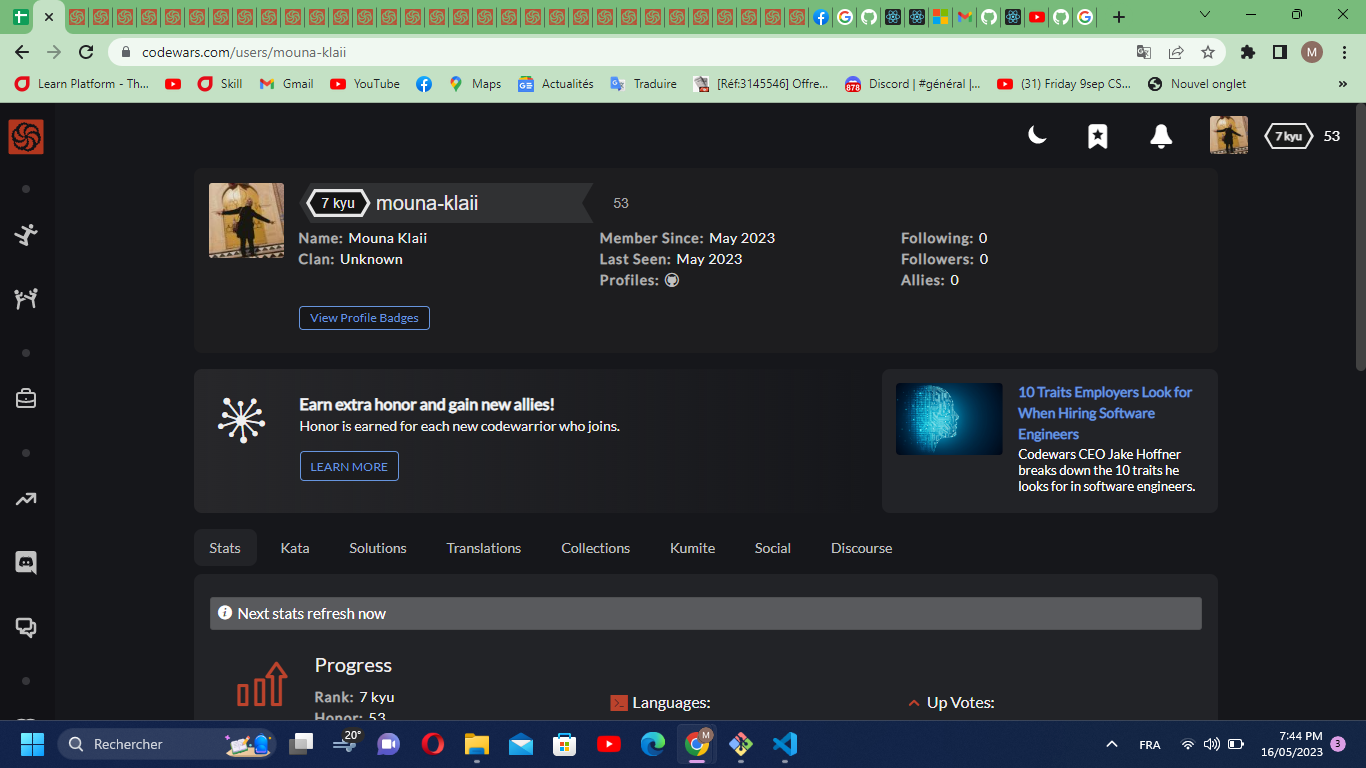 codewars.com/users/mouna-klaii
M
Learn Platform - Th...
Skill
Gmail
YouTube
Maps
Actualités
Traduire
[Réf:3145546] Offre...
878
Discord | #général |...
(31) Friday 9sep CS...
Nouvel onglet
»
7 kyu
53
7 kyu
mouna-klaii
53
Name: Mouna Klaii
Clan: Unknown
Member Since: May 2023
Last Seen: May 2023
Profiles:
Following: 0
Followers: 0
Allies: 0
View Profile Badges
Earn extra honor and gain new allies!
Honor is earned for each new codewarrior who joins.
LEARN MORE
10 Traits Employers Look for
When Hiring Software
Engineers
Codewars CEO Jake Hoffner
breaks down the 10 traits he
looks for in software engineers.
Stats
Kata
Solutions
Translations
Collections
Kumite
Social
Discourse
Next stats refresh now
Progress
Rank: 7 kyu
Honor: 53
Languages:
Up Votes:
Rechercher
20°
M
FRA
7:44 PM
16/05/2023
3